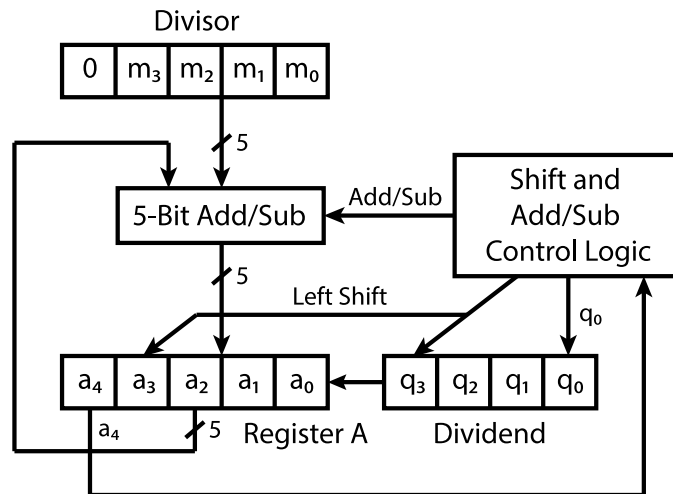 Divisor
0 m₃ m₂ m₁ m₀
5
5-Bit Add/Sub
Add/Sub
Shift and
Add/Sub
Control Logic
5
Left Shift
q₀
a₄ a₃ a₂ a₁ a₀
q₃ q₂ q₁ q₀
a₄
5
Register A
Dividend